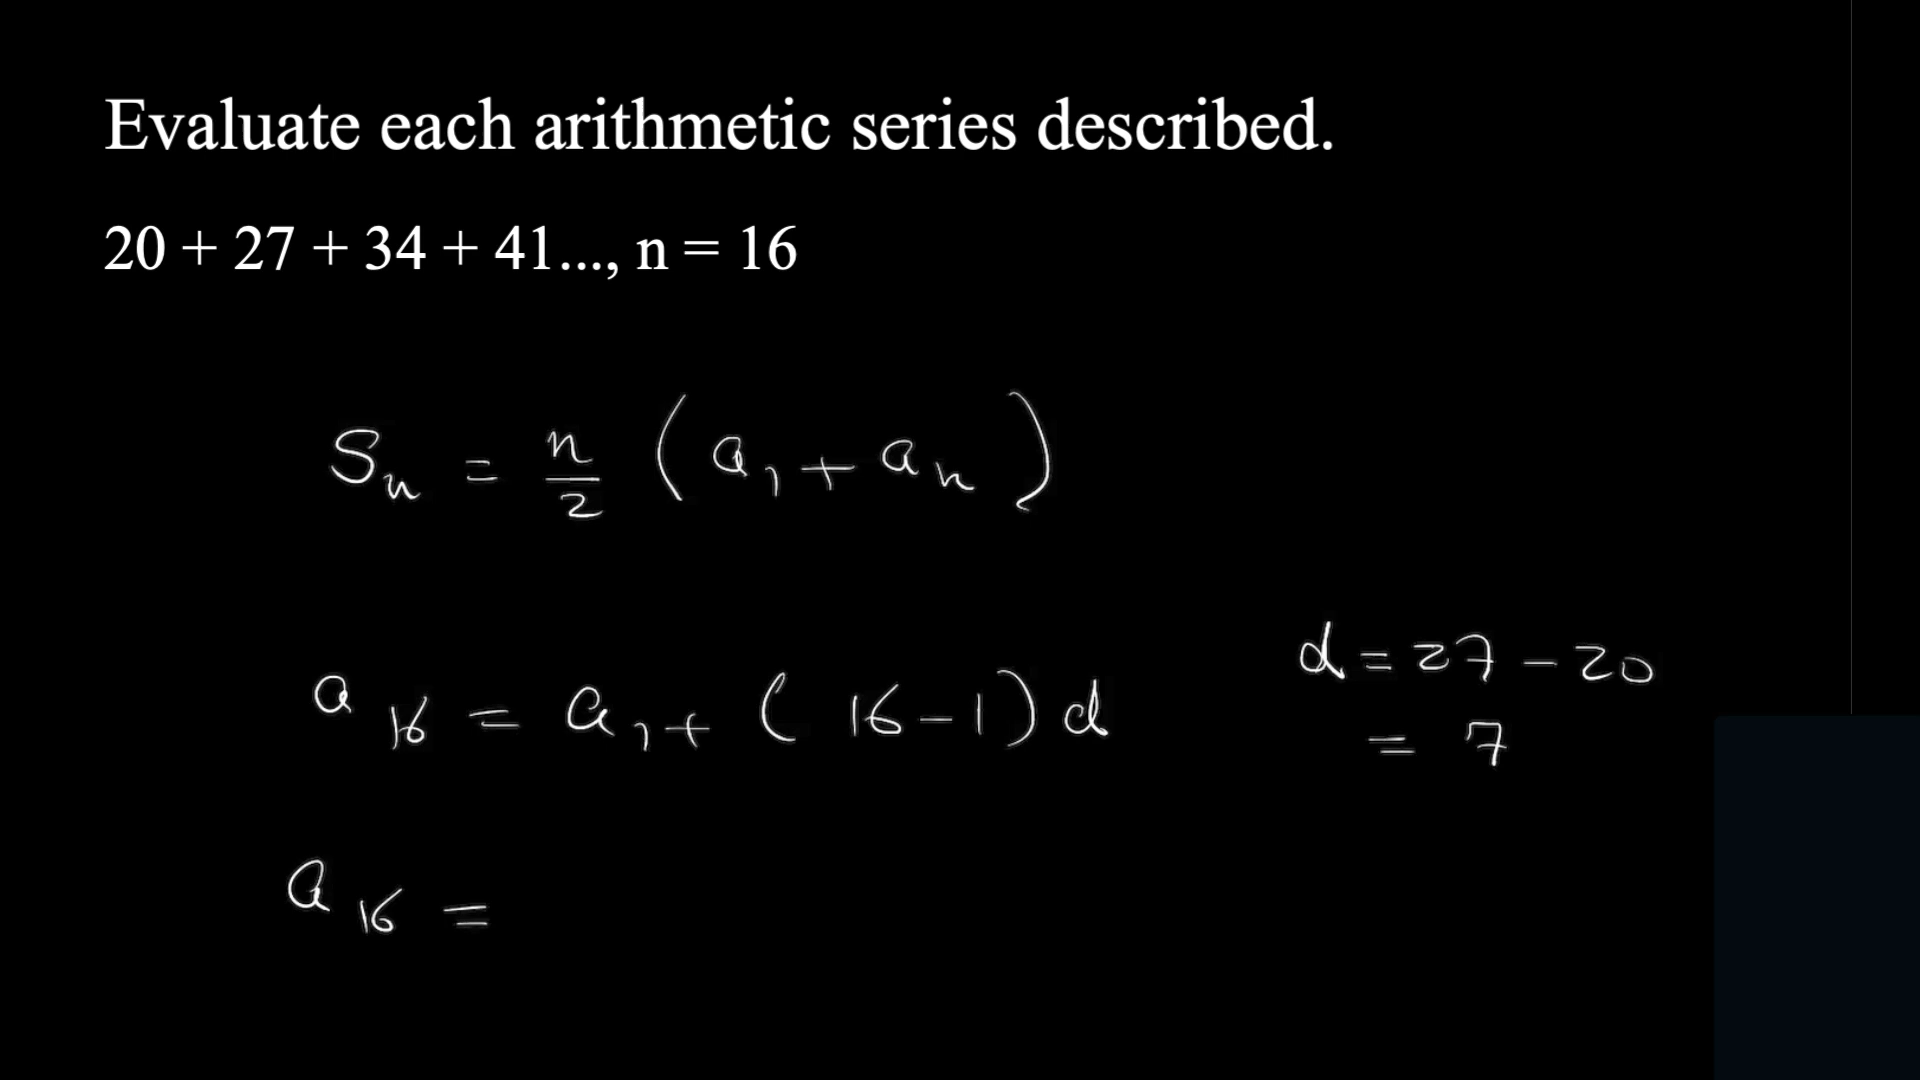 Evaluate each arithmetic series described.
20 + 27 + 34 + 41..., n = 16
Sₙ = n/2 (a₁ + aₙ)
a₁₆ = a₁ + (16 - 1) d
d = 27 - 20
= 7
a₁₆ =